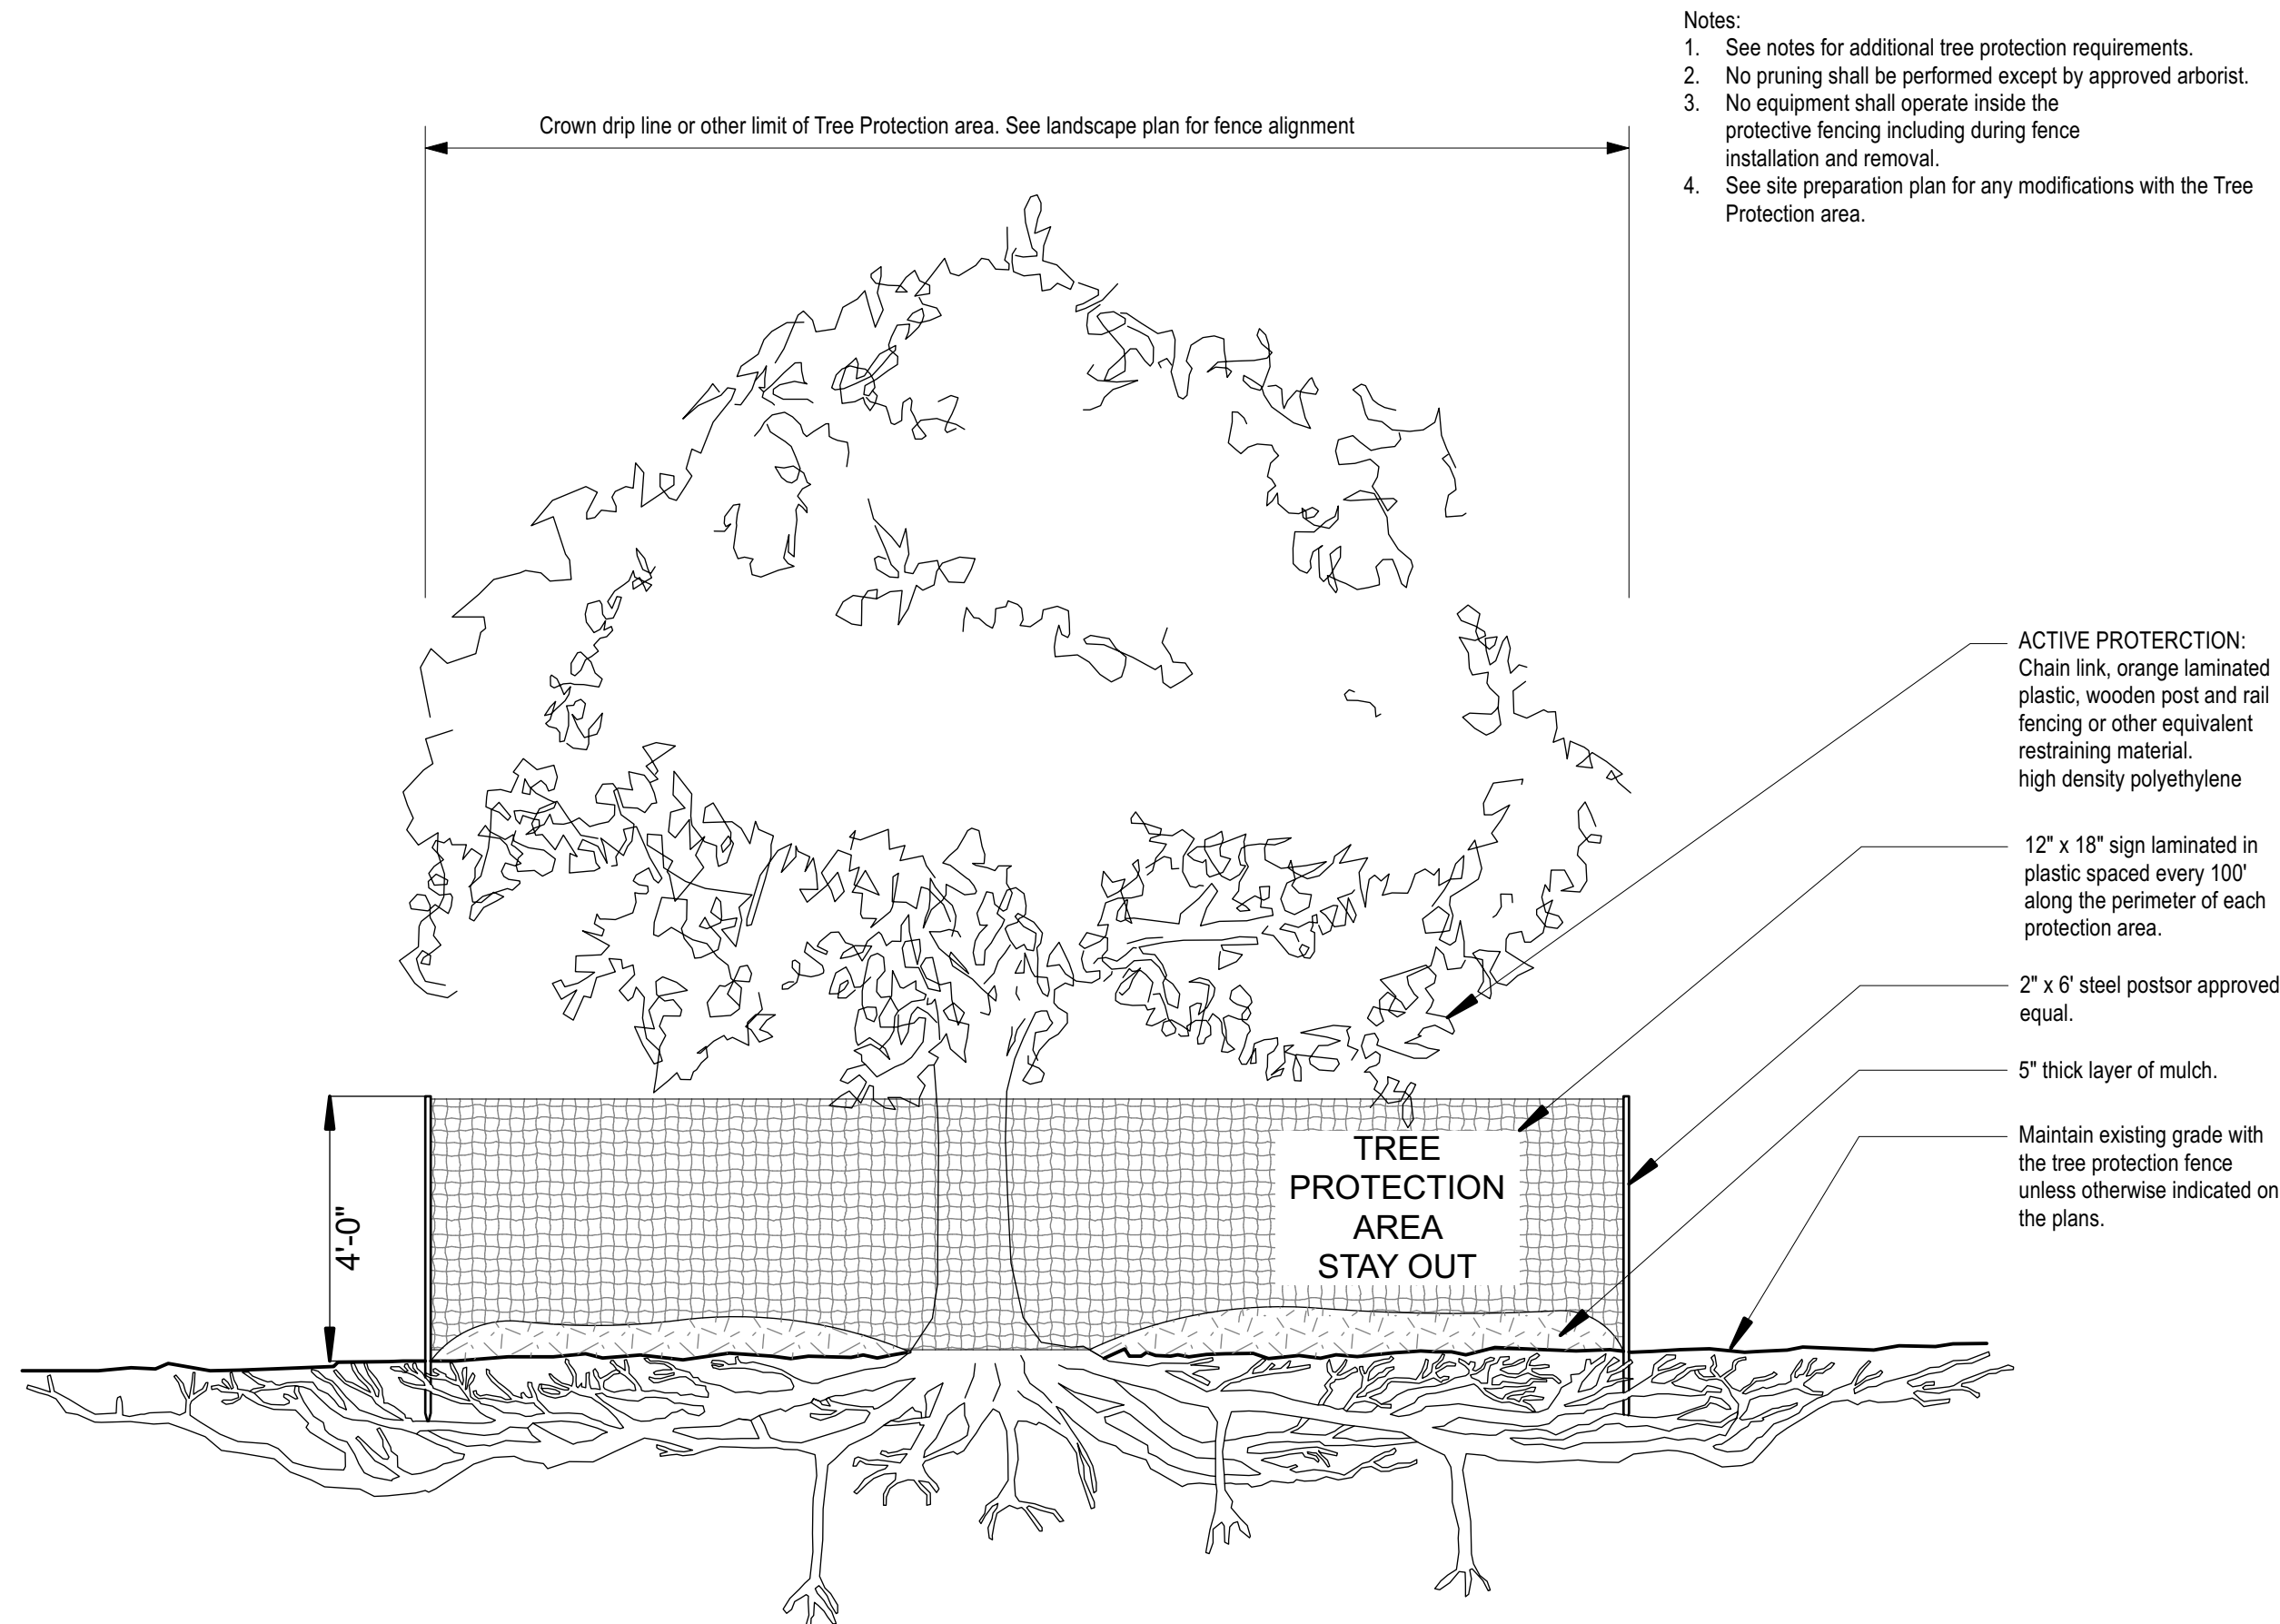 Notes:
1. See notes for additional tree protection requirements.
2. No pruning shall be performed except by approved arborist.
3. No equipment shall operate inside the
protective fencing including during fence
installation and removal.
4. See site preparation plan for any modifications with the Tree
Protection area.
Crown drip line or other limit of Tree Protection area. See landscape plan for fence alignment
ACTIVE PROTERCTION:
Chain link, orange laminated
plastic, wooden post and rail
fencing or other equivalent
restraining material.
high density polyethylene
12" x 18" sign laminated in
plastic spaced every 100'
along the perimeter of each
protection area.
2" x 6' steel postsor approved
equal.
5" thick layer of mulch.
Maintain existing grade with
the tree protection fence
unless otherwise indicated on
the plans.
TREE
PROTECTION
AREA
STAY OUT
4'-0"